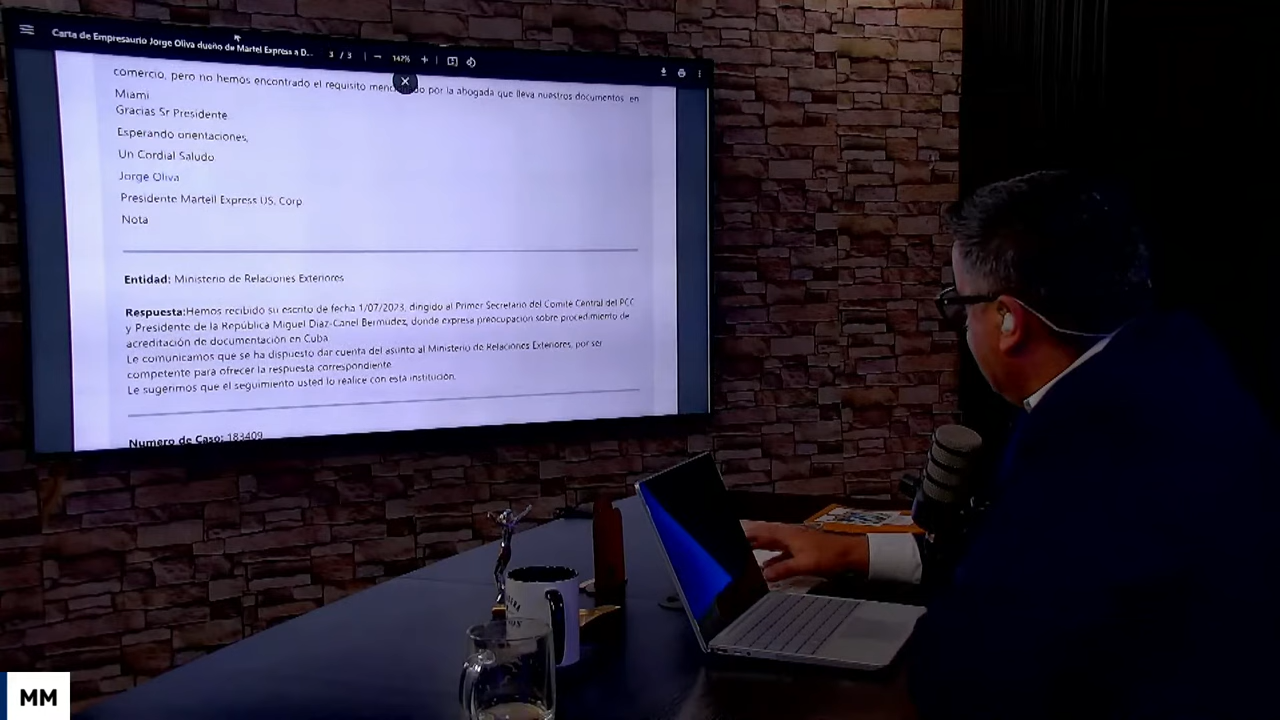 Carta de Empresaurio Jorge Oliva dueño de Martel Express a D...
3 / 3
147%
comercio, pero no hemos encontrado el requisito por la abogada que lleva nuestros documentos en
Miami
Gracias Sr Presidente
Esperando orientaciones,
Un Cordial Saludo
Jorge Oliva
Presidente Martell Express US, Corp
Nota
Entidad: Ministerio de Relaciones Exteriores
Respuesta:Hemos recibido su escrito de fecha 1/07/2023, dirigido al Primer Secretario del Comité Central del PCC
y Presidente de la República Miguel Díaz-Canel Bermúdez, donde expresa preocupación sobre procedimiento de
acreditación de documentación en Cuba
Le comunicamos que se ha dispuesto dar cuenta del asunto al Ministerio de Relaciones Exteriores, por ser
competente para ofrecer la respuesta correspondiente
Le sugerimos que el seguimiento usted lo realice con esta institución.
Numero de Caso: 183409
MM